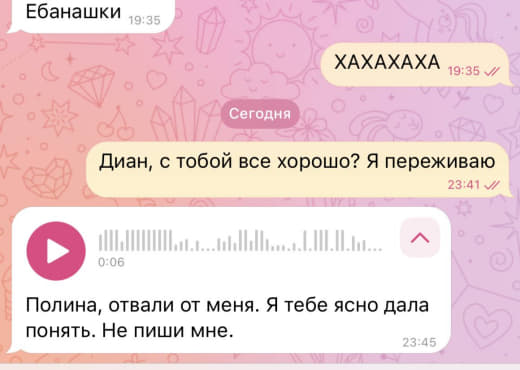 Ебанашки 19:35
ХАХАХАХА 19:35
Сегодня
Диан, с тобой все хорошо? Я переживаю
23:41
0:06
Полина, отвали от меня. Я тебе ясно дала
понять. Не пиши мне.
23:45